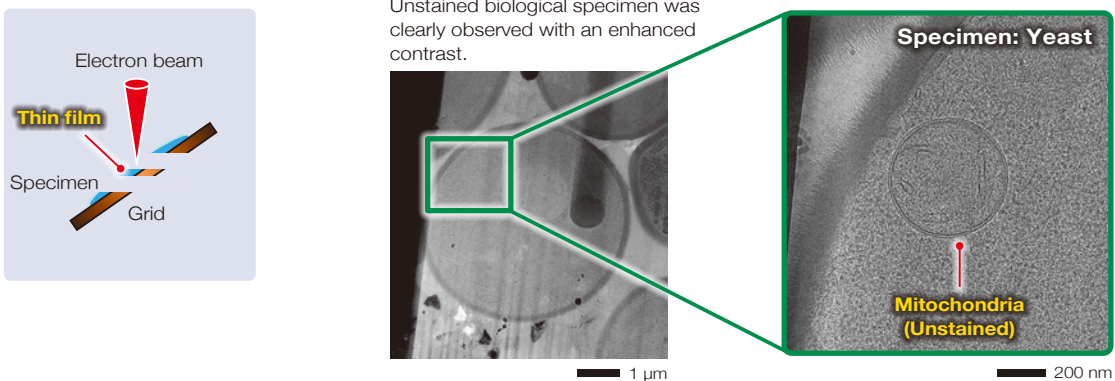 Electron beam
Thin film
Specimen
Grid
Unstained biological specimen was
clearly observed with an enhanced
contrast.
1 µm
Specimen: Yeast
Mitochondria
(Unstained)
200 nm